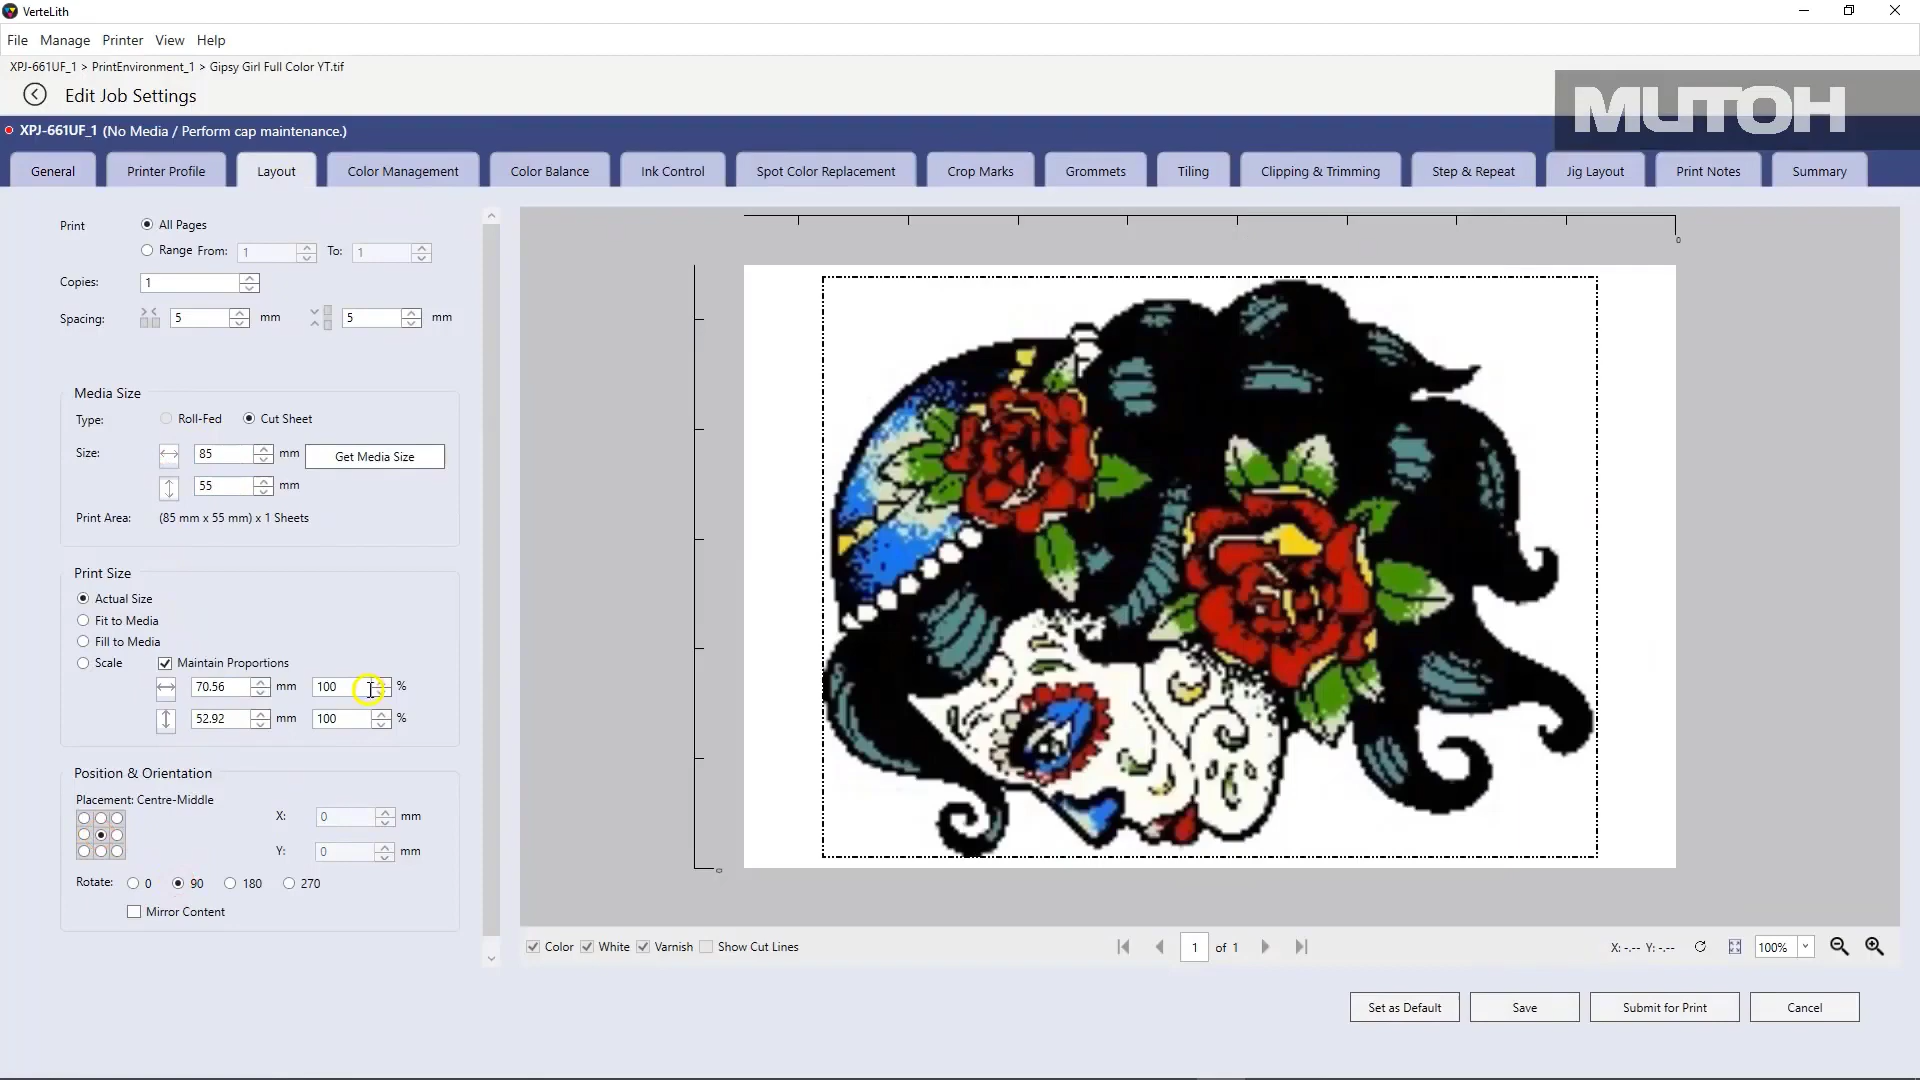 VerteLith
File Manage Printer View Help
XPJ-661UF_1 > PrintEnvironment_1 > Gipsy Girl Full Color YT.tif
Edit Job Settings
MUTOH
XPJ-661UF_1 (No Media / Perform cap maintenance.)
General Printer Profile Layout Color Management Color Balance Ink Control Spot Color Replacement Crop Marks Grommets Tiling Clipping & Trimming Step & Repeat Jig Layout Print Notes Summary
Print All Pages
Range From: 1 To: 1
Copies: 1
Spacing: 5 mm 5 mm
0
Media Size
Type: Roll-Fed Cut Sheet
Size: 85 mm Get Media Size
55 mm
Print Area: (85 mm x 55 mm) x 1 Sheets
Print Size
Actual Size
Fit to Media
Fill to Media
Scale Maintain Proportions
70.56 mm 100 %
52.92 mm 100 %
Position & Orientation
Placement: Centre-Middle
X: 0 mm
Y: 0 mm
0
Rotate: 0 90 180 270
Mirror Content
Color White Varnish Show Cut Lines 1 of 1 X: -.-- Y: -.-- 100%
Set as Default Save Submit for Print Cancel